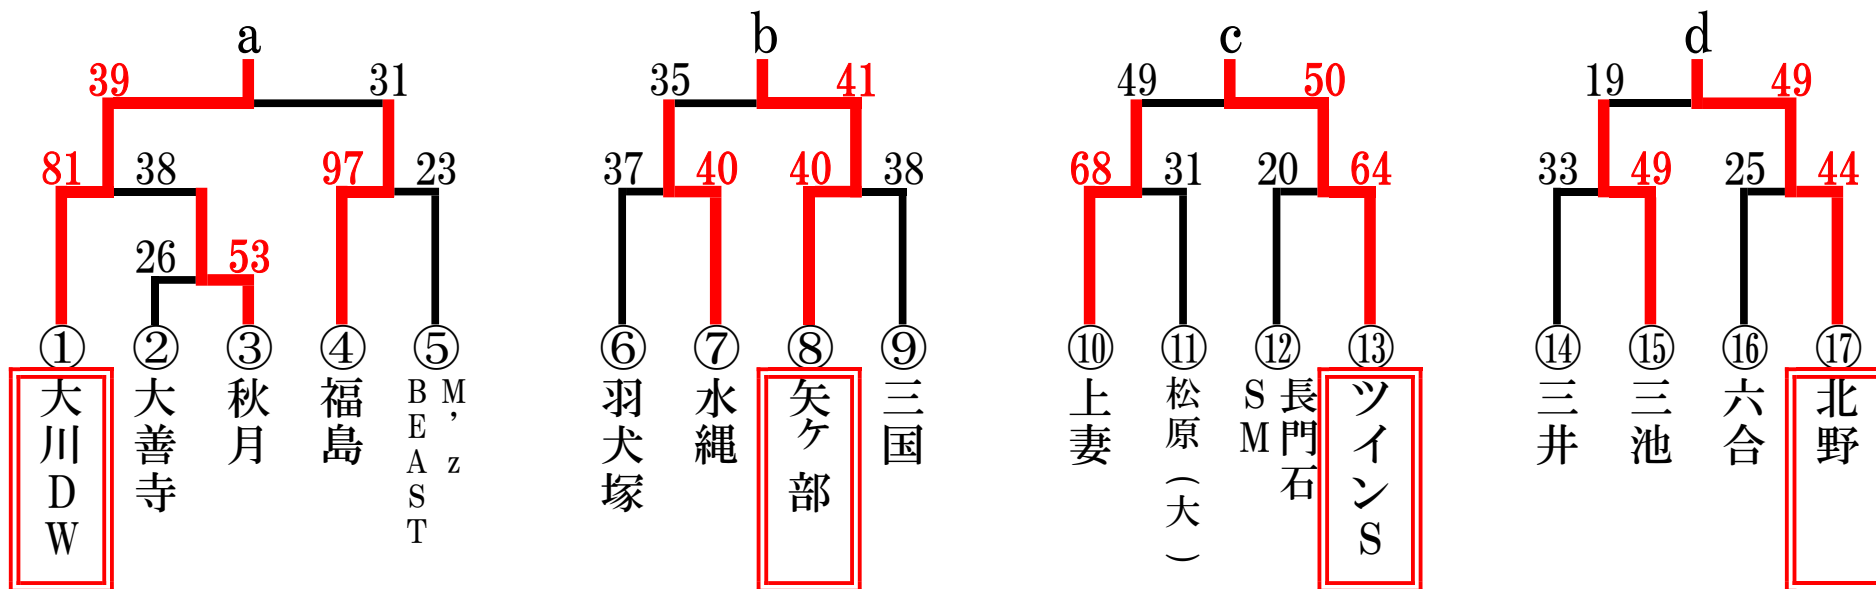 a b c d
39 31 35 41 49 50 19 49
81 38 97 23 37 40 40 38 68 31 20 64 33 49 25 44
26 53
① ② ③ ④ ⑤ ⑥ ⑦ ⑧ ⑨ ⑩ ⑪ ⑫ ⑬ ⑭ ⑮ ⑯ ⑰
大川DW
大善寺
秋月
福島
M’z
BEAST
羽犬塚
水縄
矢ケ部
三国
上妻
松原(大)
長門石
SM
ツインS
三井
三池
六合
北野